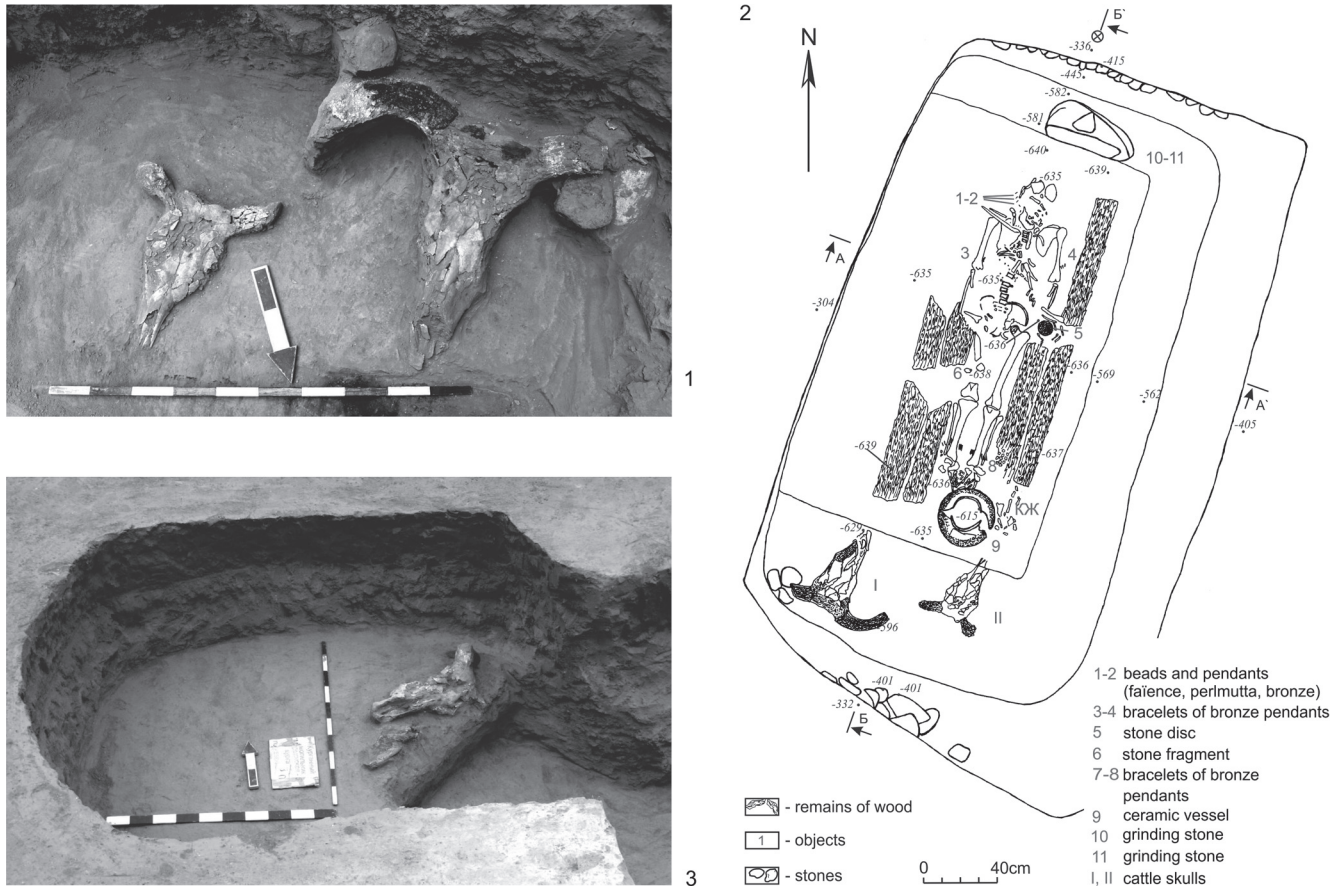 1
2
3
N
Б`
-336
-415
-445
-582
-581
-640
-639
10-11
-635
1-2
3
4
А
-635
-635
-304
5
-636
6
-638
-636
-569
-562
А`
-405
-639
-637
8
-636
КЖ
-615
9
-629
-635
I
II
-596
-401
-401
-332
Б
1-2 beads and pendants
(faïence, perlmutta, bronze)
3-4 bracelets of bronze pendants
5 stone disc
6 stone fragment
7-8 bracelets of bronze
pendants
9 ceramic vessel
10 grinding stone
11 grinding stone
I, II cattle skulls
- remains of wood
1 - objects
- stones
0 40cm